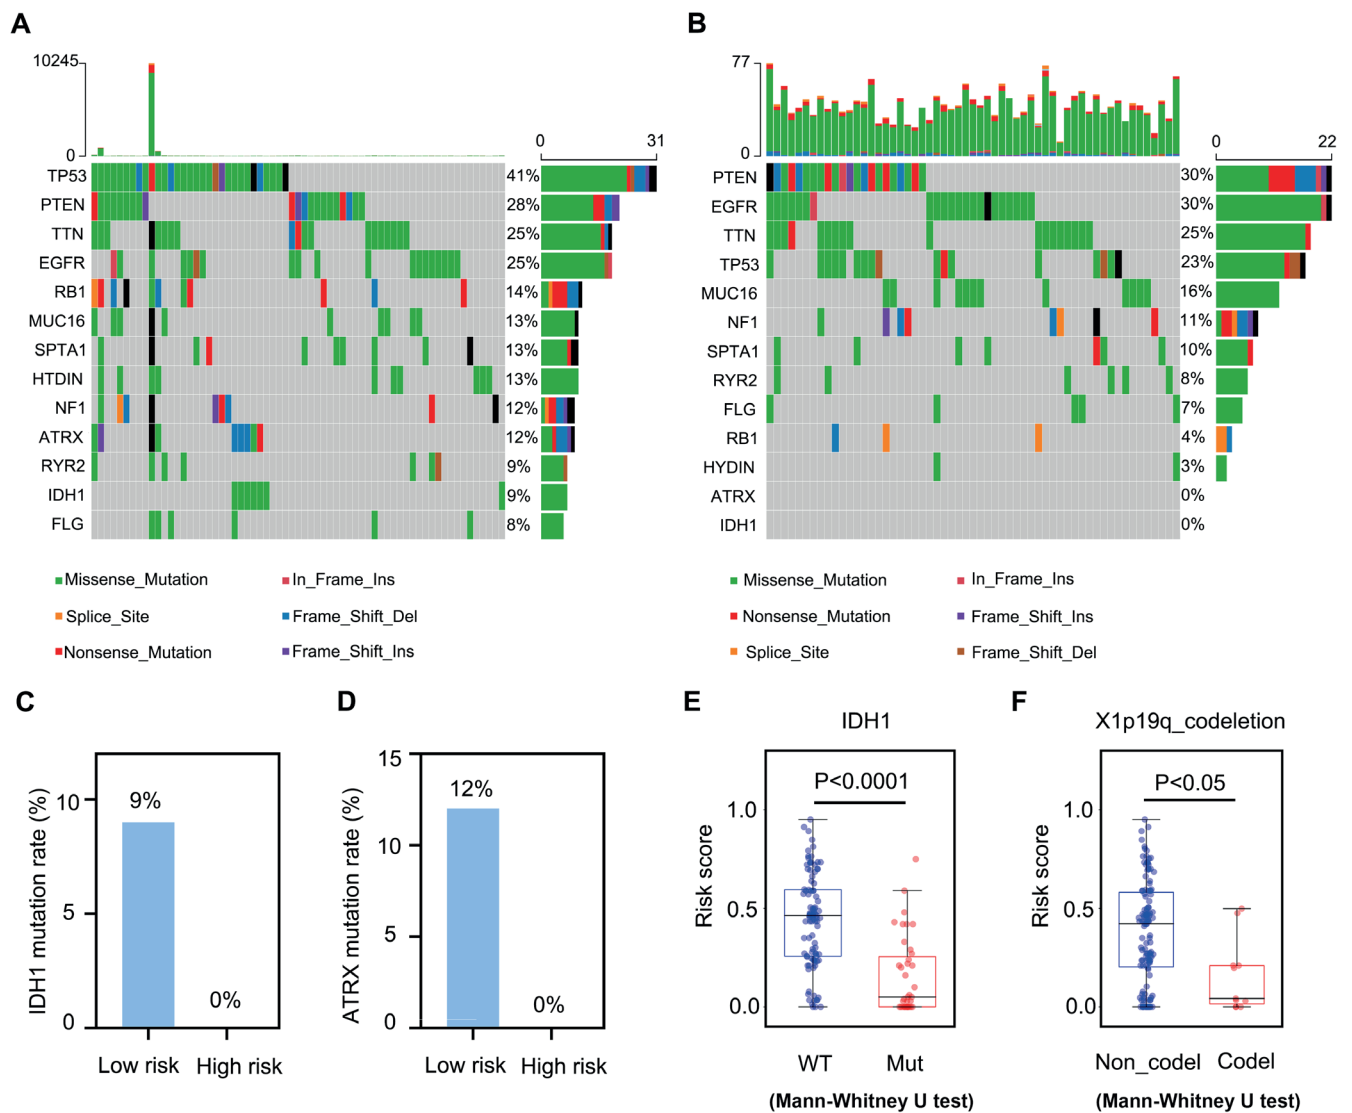 A
10245
0
0 31
TP53 41%
PTEN 28%
TTN 25%
EGFR 25%
RB1 14%
MUC16 13%
SPTA1 13%
HTDIN 13%
NF1 12%
ATRX 12%
RYR2 9%
IDH1 9%
FLG 8%
Missense_Mutation In_Frame_Ins
Splice_Site Frame_Shift_Del
Nonsense_Mutation Frame_Shift_Ins
B
77
0
0 22
PTEN 30%
EGFR 30%
TTN 25%
TP53 23%
MUC16 16%
NF1 11%
SPTA1 10%
RYR2 8%
FLG 7%
RB1 4%
HYDIN 3%
ATRX 0%
IDH1 0%
Missense_Mutation In_Frame_Ins
Nonsense_Mutation Frame_Shift_Ins
Splice_Site Frame_Shift_Del
C
IDH1 mutation rate (%)
10
5
0
9%
0%
Low risk High risk
D
ATRX mutation rate (%)
15
10
5
0
12%
0%
Low risk High risk
E
IDH1
P<0.0001
Risk score
1.0
0.5
0.0
WT Mut
(Mann-Whitney U test)
F
X1p19q_codeletion
P<0.05
Risk score
1.0
0.5
0.0
Non_codel Codel
(Mann-Whitney U test)